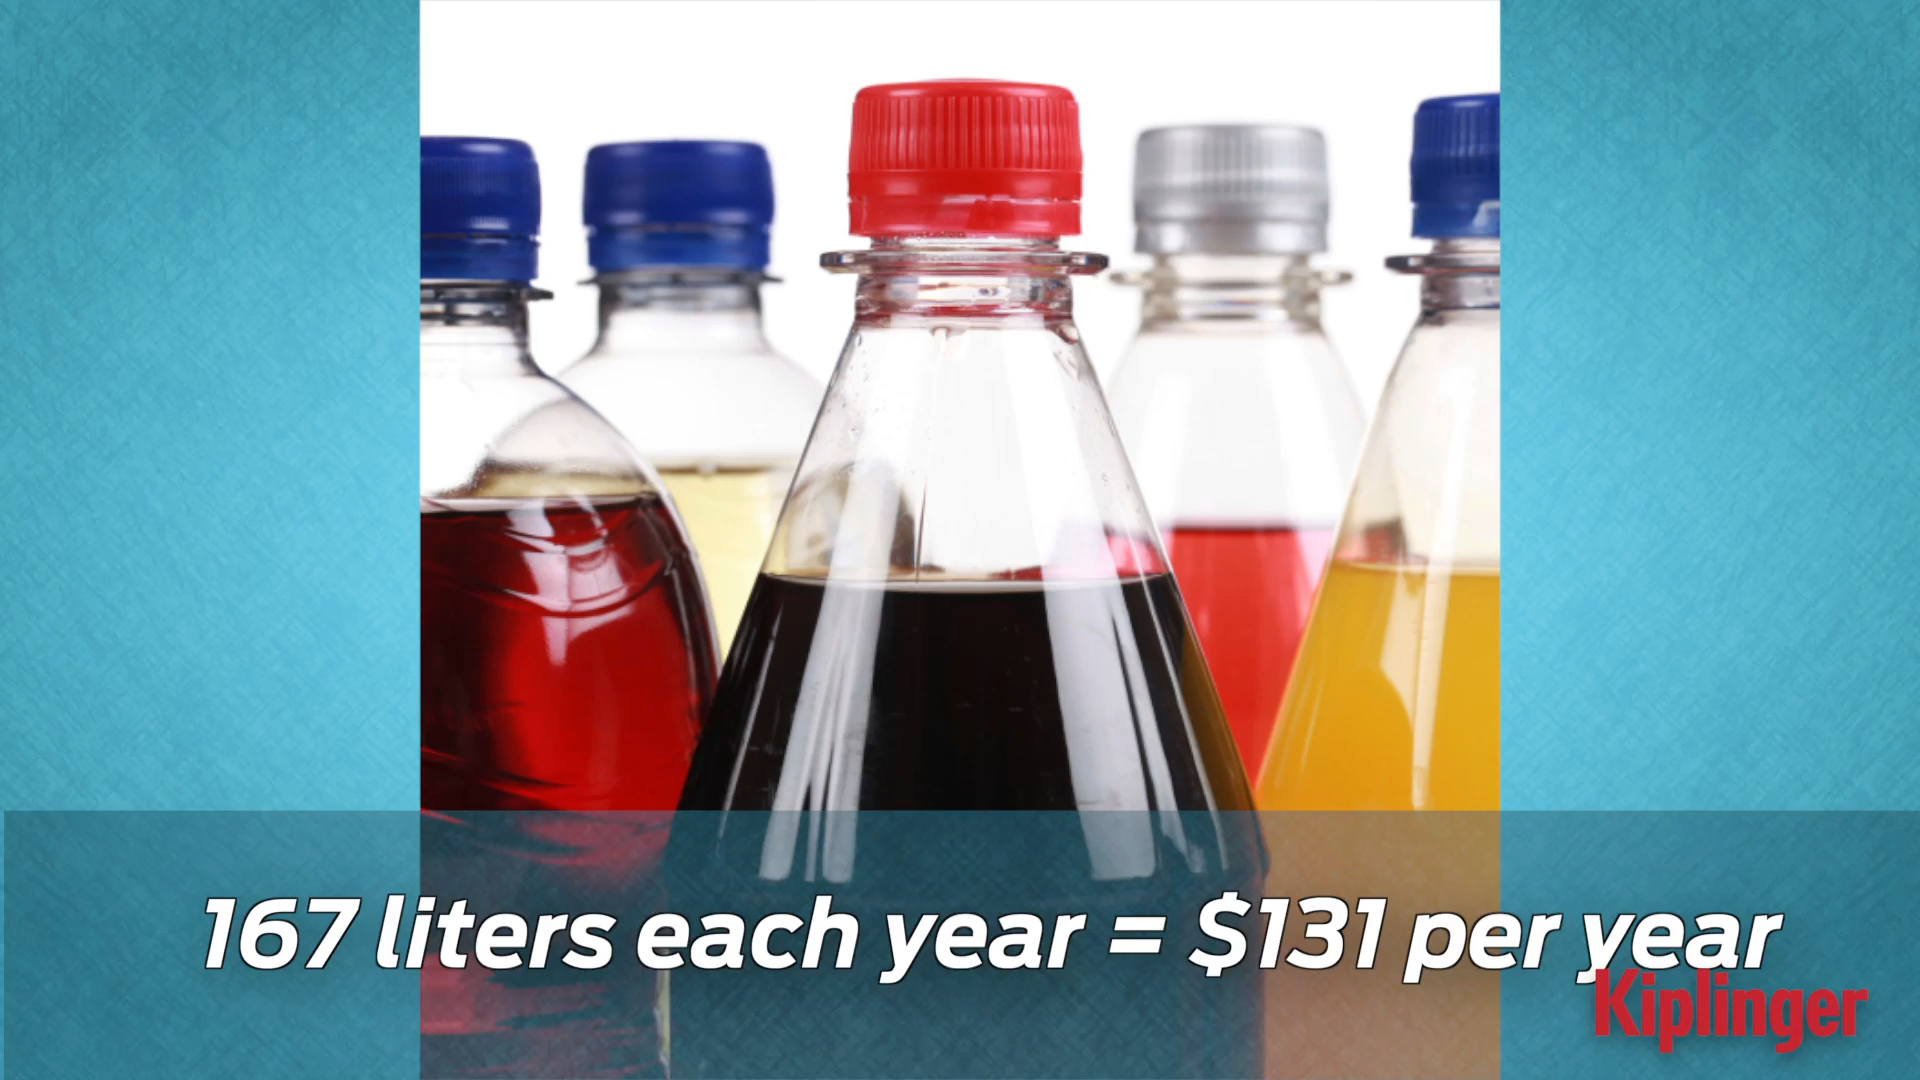 167 liters each year = $131 per year
Kiplinger